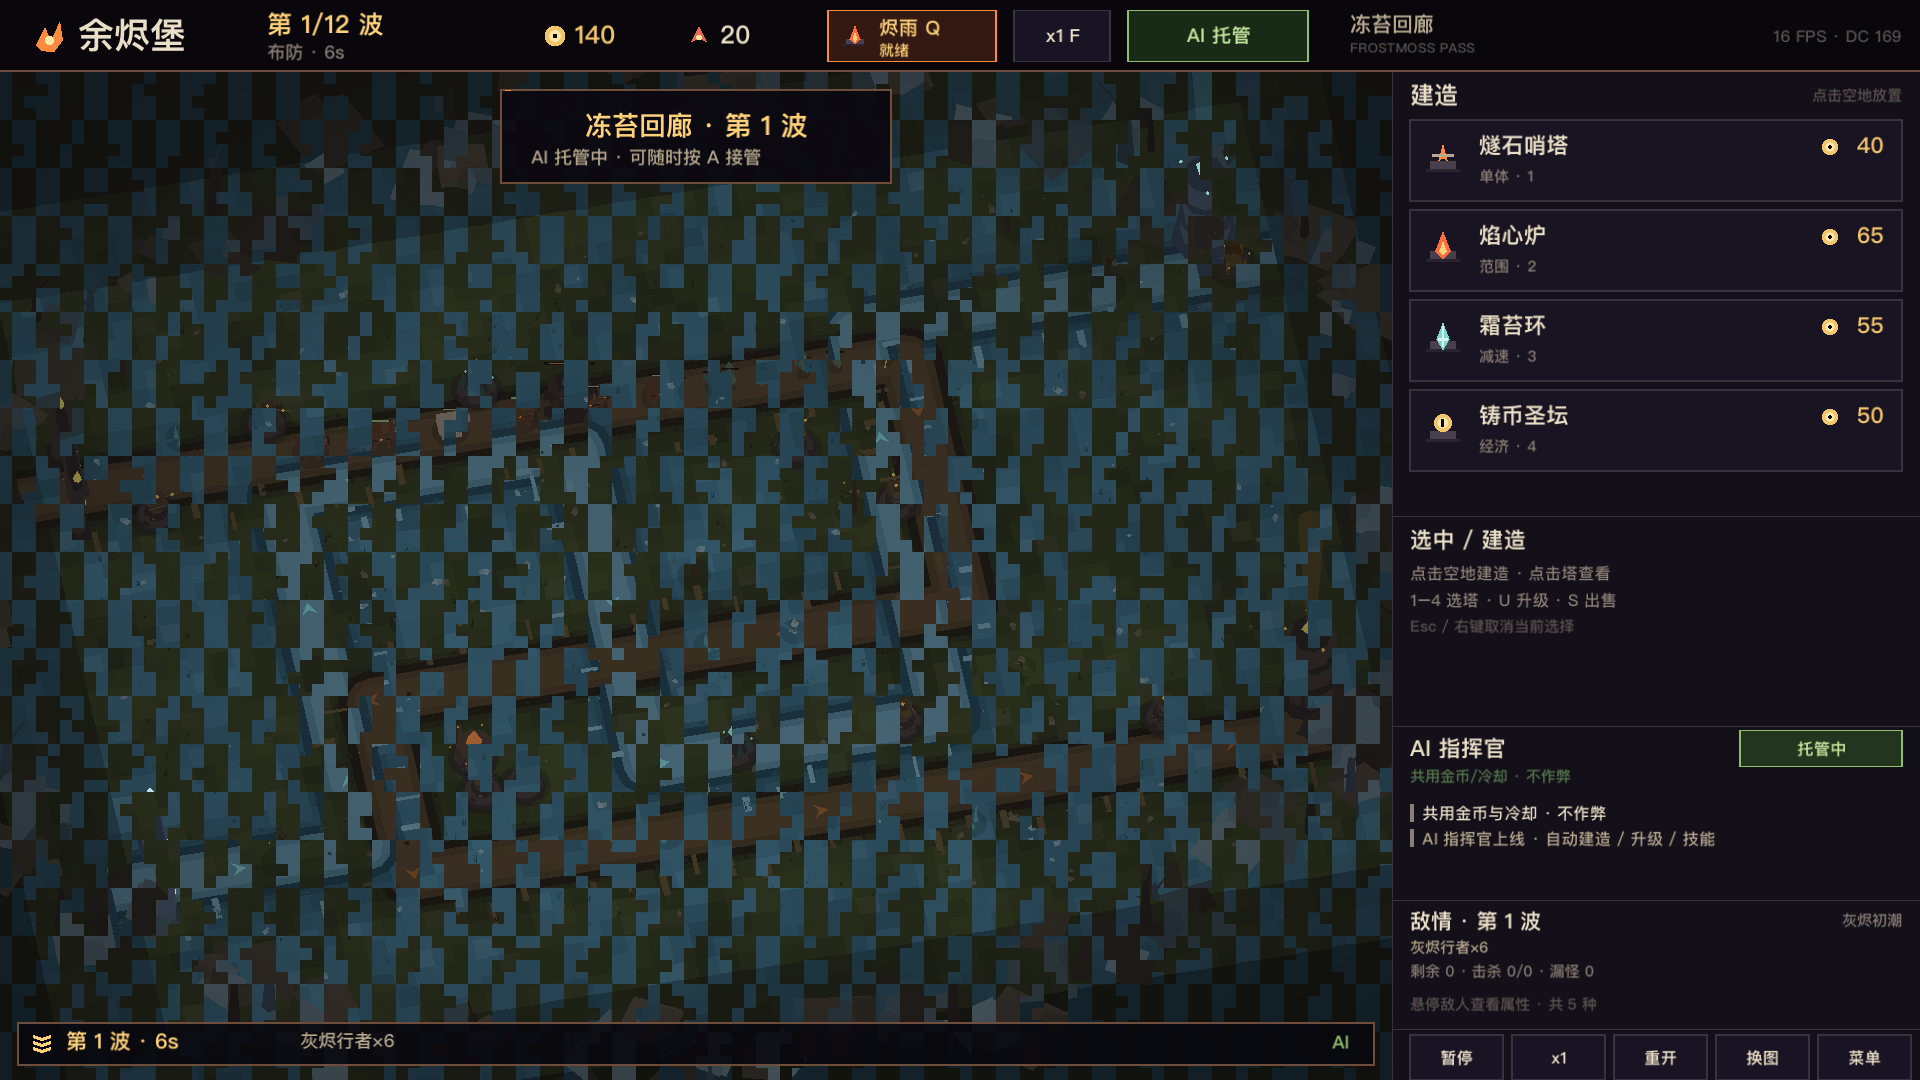 余烬堡
第 1/12 波
布防 · 6s
140
20
烬雨 Q
就绪
x1 F
AI 托管
冻苔回廊
FROSTMOSS PASS
16 FPS · DC 169
冻苔回廊 · 第 1 波
AI 托管中 · 可随时按 A 接管
建造
点击空地放置
燧石哨塔
40
单体 · 1
焰心炉
65
范围 · 2
霜苔环
55
减速 · 3
铸币圣坛
50
经济 · 4
选中 / 建造
点击空地建造 · 点击塔查看
1–4 选塔 · U 升级 · S 出售
Esc / 右键取消当前选择
AI 指挥官
托管中
共用金币/冷却 · 不作弊
共用金币与冷却 · 不作弊
AI 指挥官上线 · 自动建造 / 升级 / 技能
敌情 · 第 1 波
灰烬初潮
灰烬行者×6
剩余 0 · 击杀 0/0 · 漏怪 0
悬停敌人查看属性 · 共 5 种
第 1 波 · 6s
灰烬行者×6
AI
暂停
x1
重开
换图
菜单